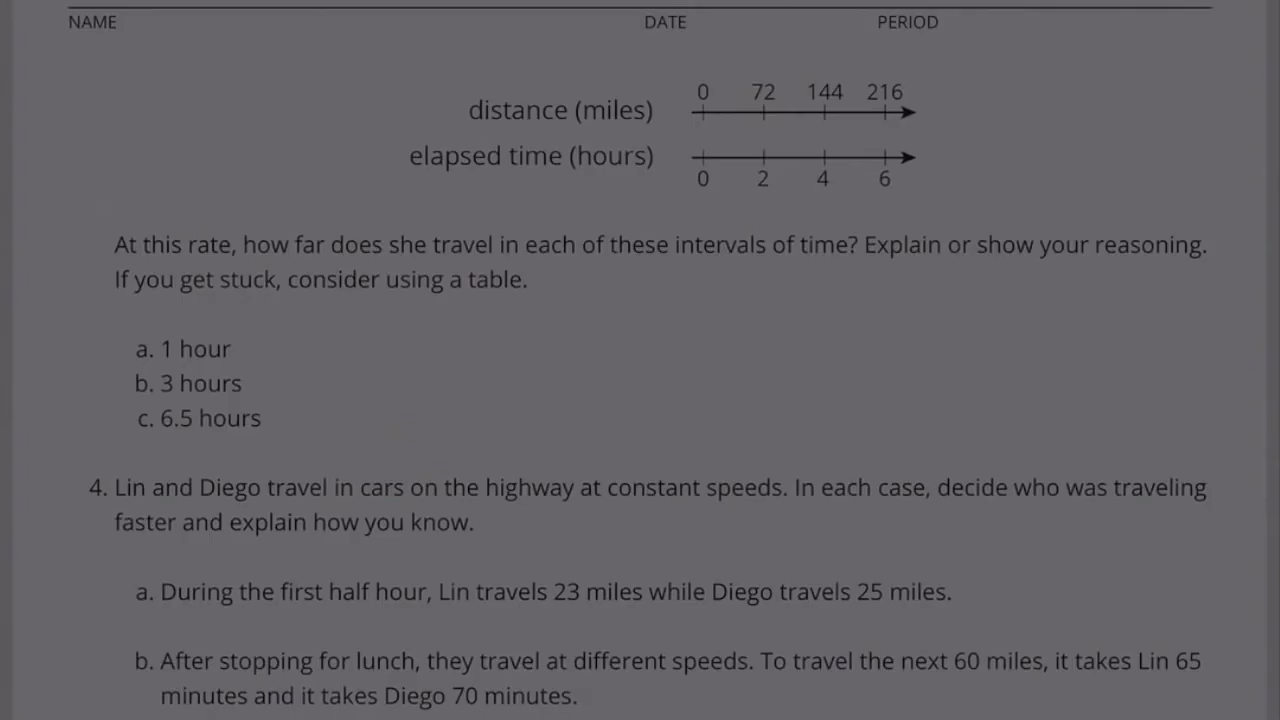 NAME DATE PERIOD
0 72 144 216
distance (miles)
elapsed time (hours)
0 2 4 6
At this rate, how far does she travel in each of these intervals of time? Explain or show your reasoning.
If you get stuck, consider using a table.
a. 1 hour
b. 3 hours
c. 6.5 hours
4. Lin and Diego travel in cars on the highway at constant speeds. In each case, decide who was traveling
faster and explain how you know.
a. During the first half hour, Lin travels 23 miles while Diego travels 25 miles.
b. After stopping for lunch, they travel at different speeds. To travel the next 60 miles, it takes Lin 65
minutes and it takes Diego 70 minutes.